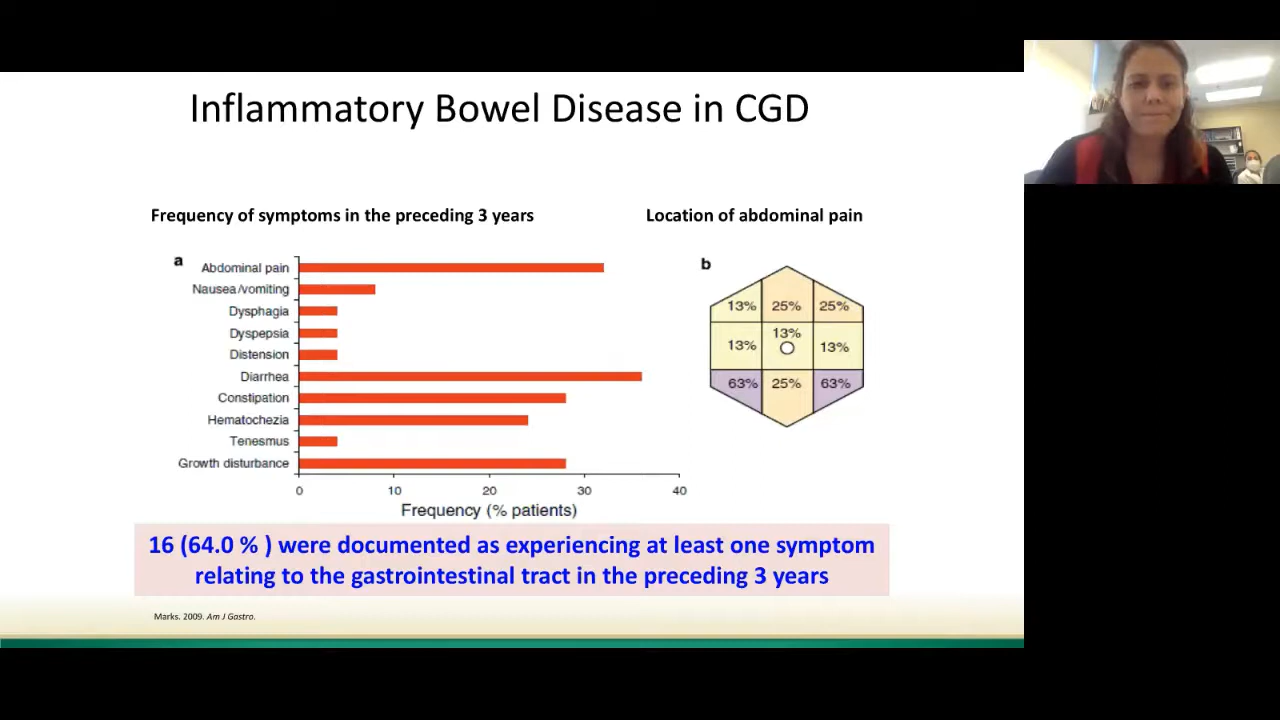 Inflammatory Bowel Disease in CGD
Frequency of symptoms in the preceding 3 years
Location of abdominal pain
a
Abdominal pain
Nausea/vomiting
Dysphagia
Dyspepsia
Distension
Diarrhea
Constipation
Hematochezia
Tenesmus
Growth disturbance
0 10 20 30 40
Frequency (% patients)
b
13% 25% 25%
13% 13% 13%
63% 25% 63%
16 (64.0 % ) were documented as experiencing at least one symptom
relating to the gastrointestinal tract in the preceding 3 years
Marks. 2009. Am J Gastro.